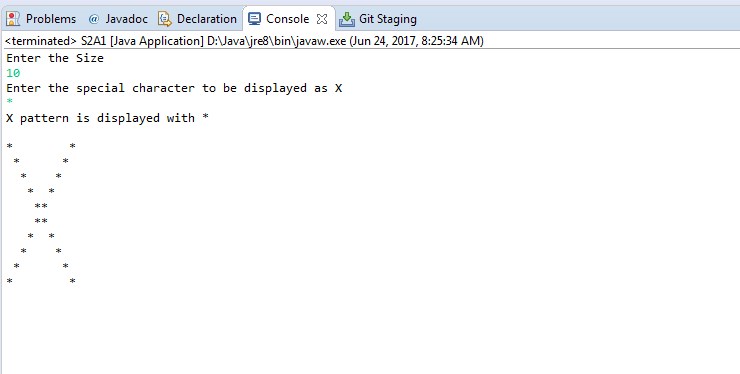 Problems @ Javadoc Declaration Console Git Staging
<terminated> S2A1 [Java Application] D:\Java\jre8\bin\javaw.exe (Jun 24, 2017, 8:25:34 AM)
Enter the Size
10
Enter the special character to be displayed as X
*
X pattern is displayed with *

*        *
 *      *
  *    *
   *  *
    **
    **
   *  *
  *    *
 *      *
*        *